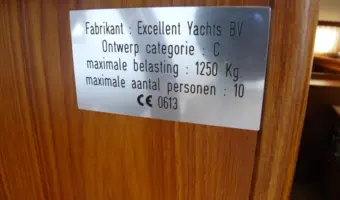 Fabrikant : Excellent Yachts BV
Ontwerp categorie : C
maximale belasting : 1250 Kg
maximale aantal personen : 10
CE 0613